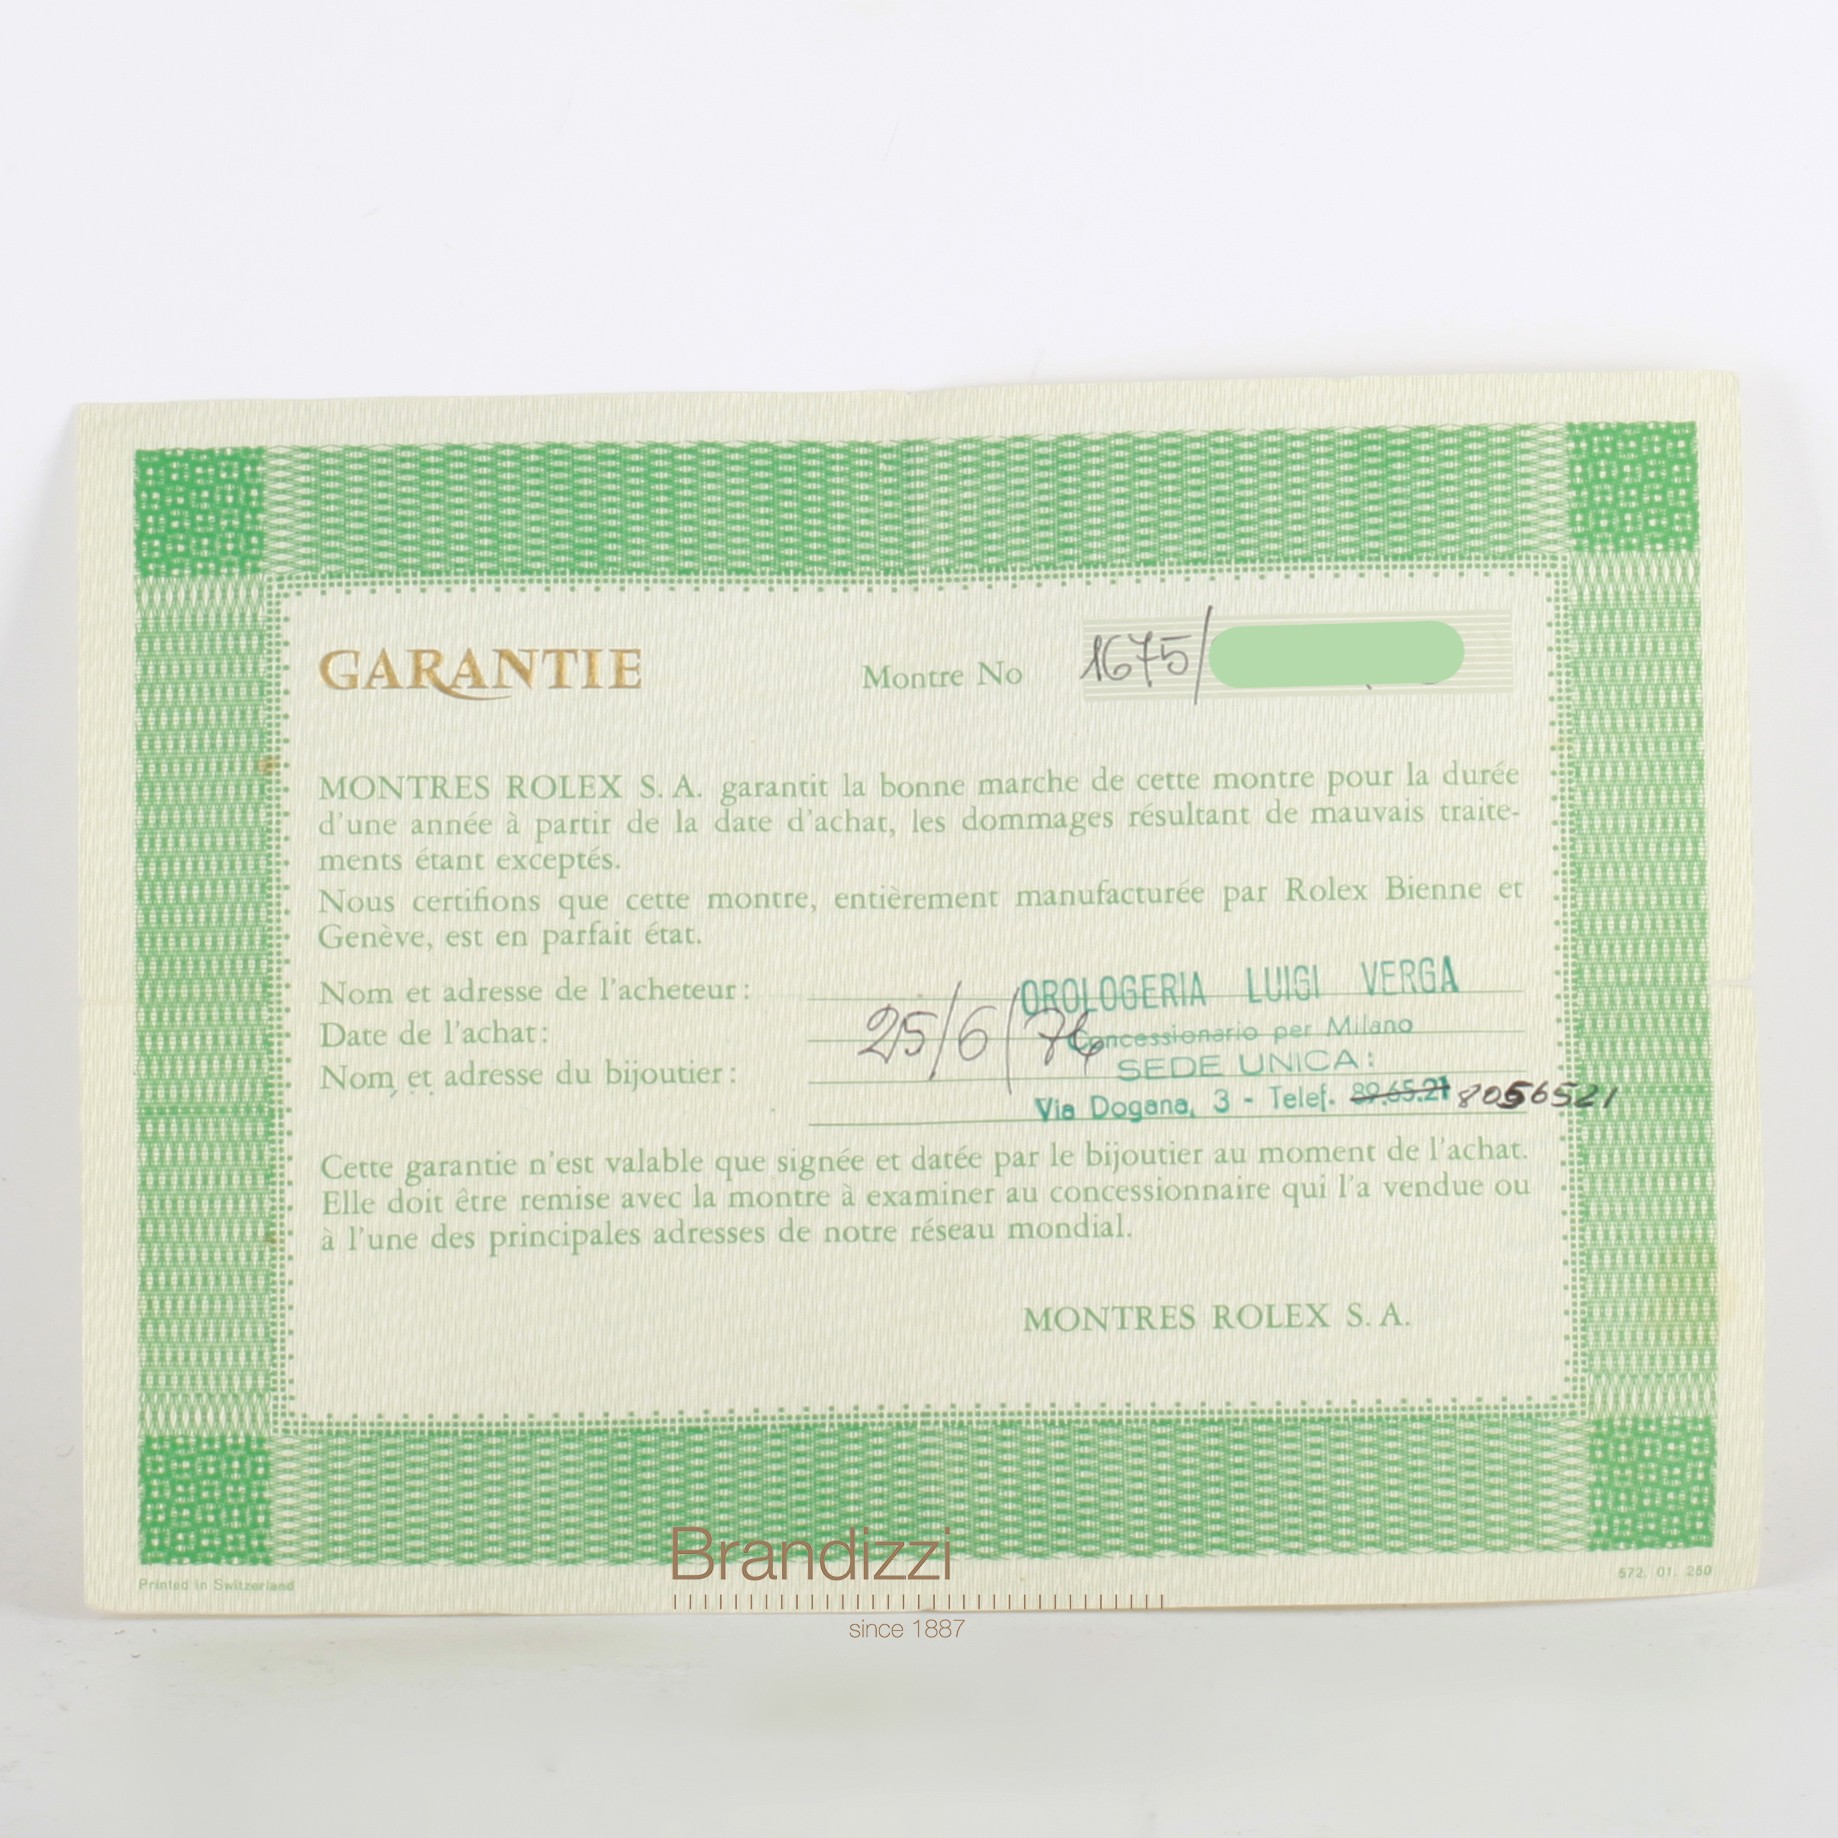 GARANTIE
Montre No 1675/
MONTRES ROLEX S. A. garantit la bonne marche de cette montre pour la durée
d'une année à partir de la date d'achat, les dommages résultant de mauvais traite-
ments étant exceptés.
Nous certifions que cette montre, entièrement manufacturée par Rolex Bienne et
Genève, est en parfait état.
Nom et adresse de l'acheteur:
Date de l'achat: 25/6/76
Nom et adresse du bijoutier:
OROLOGERIA LUIGI VERGA
Concessionario per Milano
SEDE UNICA:
Via Dogana, 3 - Telef. 89.65.21 8056521
Cette garantie n'est valable que signée et datée par le bijoutier au moment de l'achat.
Elle doit être remise avec la montre à examiner au concessionnaire qui l'a vendue ou
à l'une des principales adresses de notre réseau mondial.
MONTRES ROLEX S. A.
Printed in Switzerland
572. 01. 250
Brandizzi
since 1887